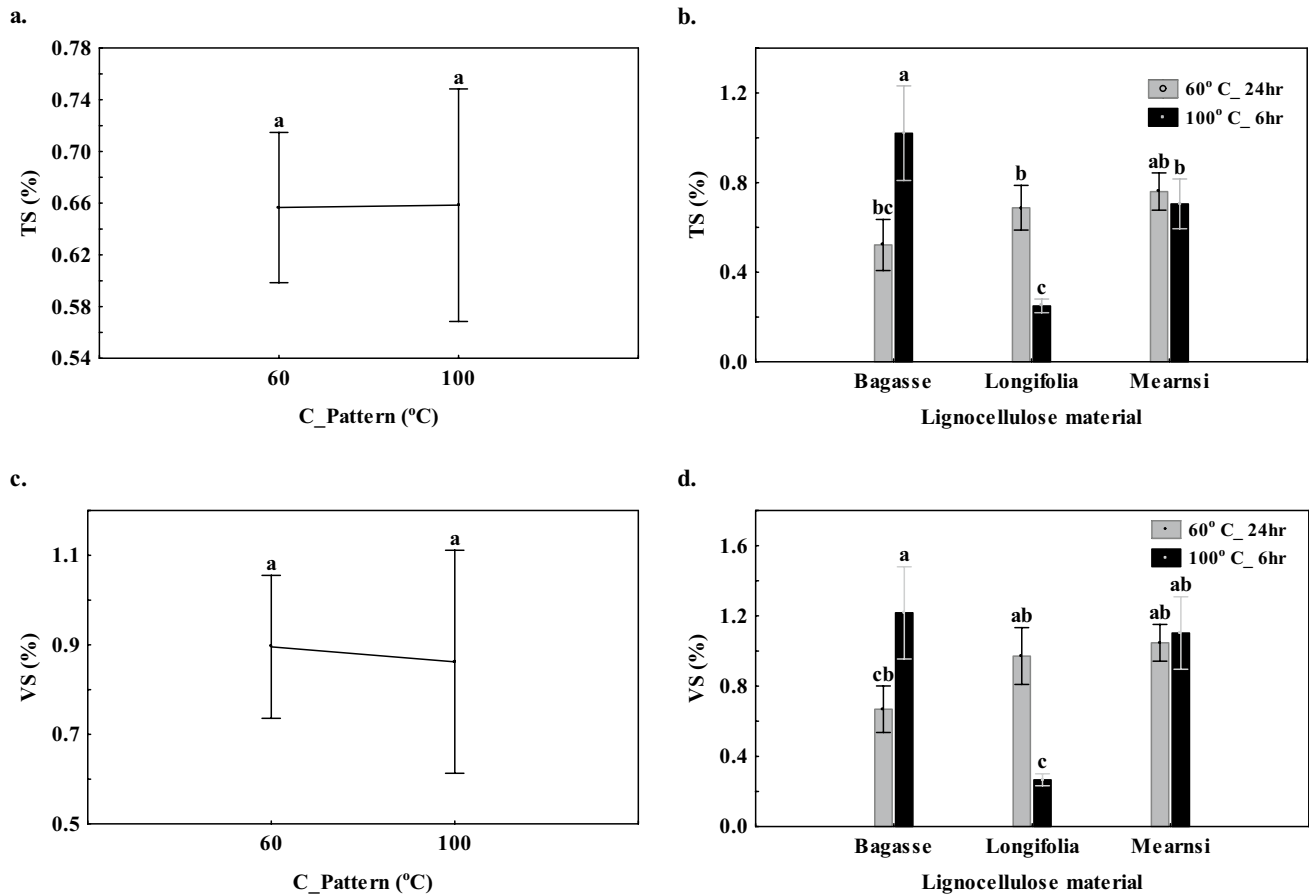 a.
0.78
0.74
0.70
0.66
0.62
0.58
0.54
TS (%)
a
a
60
100
C_Pattern (ºC)
b.
1.2
0.8
0.4
0.0
TS (%)
60° C_ 24hr
100° C_ 6hr
bc
a
b
c
ab
b
Bagasse
Longifolia
Mearnsi
Lignocellulose material
c.
1.1
0.9
0.7
0.5
VS (%)
a
a
60
100
C_Pattern (ºC)
d.
1.6
1.2
0.8
0.4
0.0
VS (%)
60° C_ 24hr
100° C_ 6hr
cb
a
ab
c
ab
ab
Bagasse
Longifolia
Mearnsi
Lignocellulose material